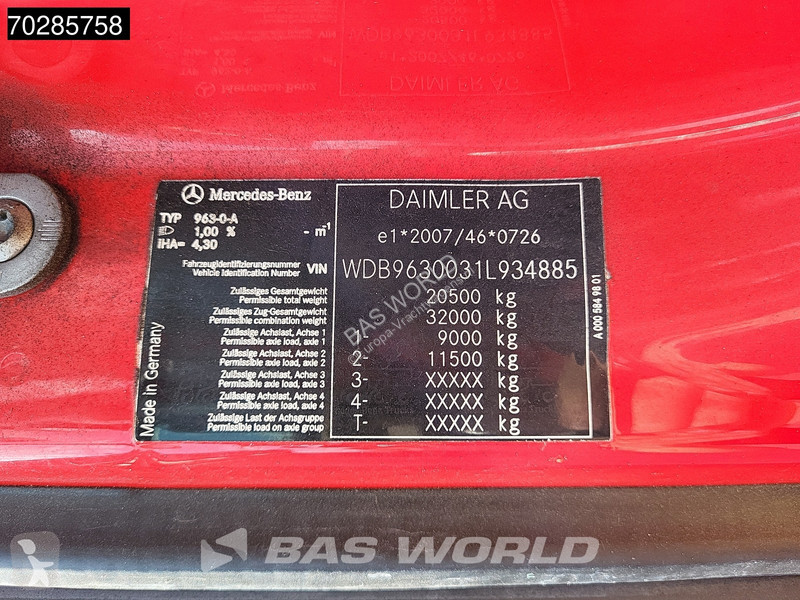 70285758
Mercedes-Benz
TYP 963-0-A
1,00 % - m-1
iHA= 4,30
Fahrzeugidentifizierungsnummer
Vehicle Identification Number VIN
Zulässiges Gesamtgewicht
Permissible total weight
Zulässiges Zug-Gesamtgewicht
Permissible combination weight
Zulässige Achslast, Achse 1
Permissible axle load, axle 1
Zulässige Achslast, Achse 2
Permissible axle load, axle 2
Zulässige Achslast, Achse 3
Permissible axle load, axle 3
Zulässige Achslast, Achse 4
Permissible axle load, axle 4
Zulässige Last der Achsgruppe
Permissible load on axle group
Made in Germany
DAIMLER AG
e1*2007/46*0726
WDB9630031L934885
20500 kg
32000 kg
1- 9000 kg
2- 11500 kg
3- XXXXX kg
4- XXXXX kg
T- XXXXX kg
A 000 584 98 01
BAS WORLD
BAS WORLD